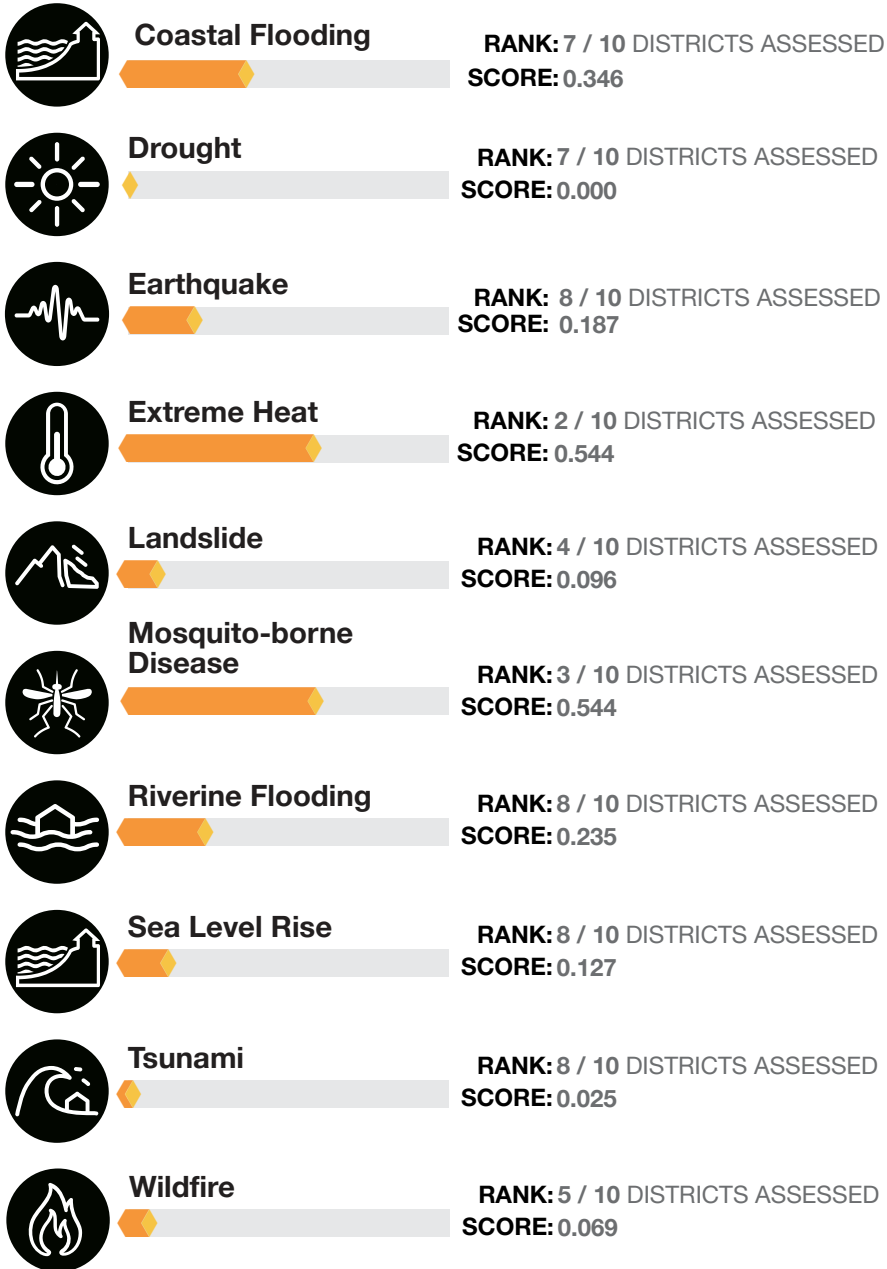 Coastal Flooding
RANK: 7 / 10 DISTRICTS ASSESSED
SCORE: 0.346
Drought
RANK: 7 / 10 DISTRICTS ASSESSED
SCORE: 0.000
Earthquake
RANK: 8 / 10 DISTRICTS ASSESSED
SCORE: 0.187
Extreme Heat
RANK: 2 / 10 DISTRICTS ASSESSED
SCORE: 0.544
Landslide
RANK: 4 / 10 DISTRICTS ASSESSED
SCORE: 0.096
Mosquito-borne
Disease
RANK: 3 / 10 DISTRICTS ASSESSED
SCORE: 0.544
Riverine Flooding
RANK: 8 / 10 DISTRICTS ASSESSED
SCORE: 0.235
Sea Level Rise
RANK: 8 / 10 DISTRICTS ASSESSED
SCORE: 0.127
Tsunami
RANK: 8 / 10 DISTRICTS ASSESSED
SCORE: 0.025
Wildfire
RANK: 5 / 10 DISTRICTS ASSESSED
SCORE: 0.069